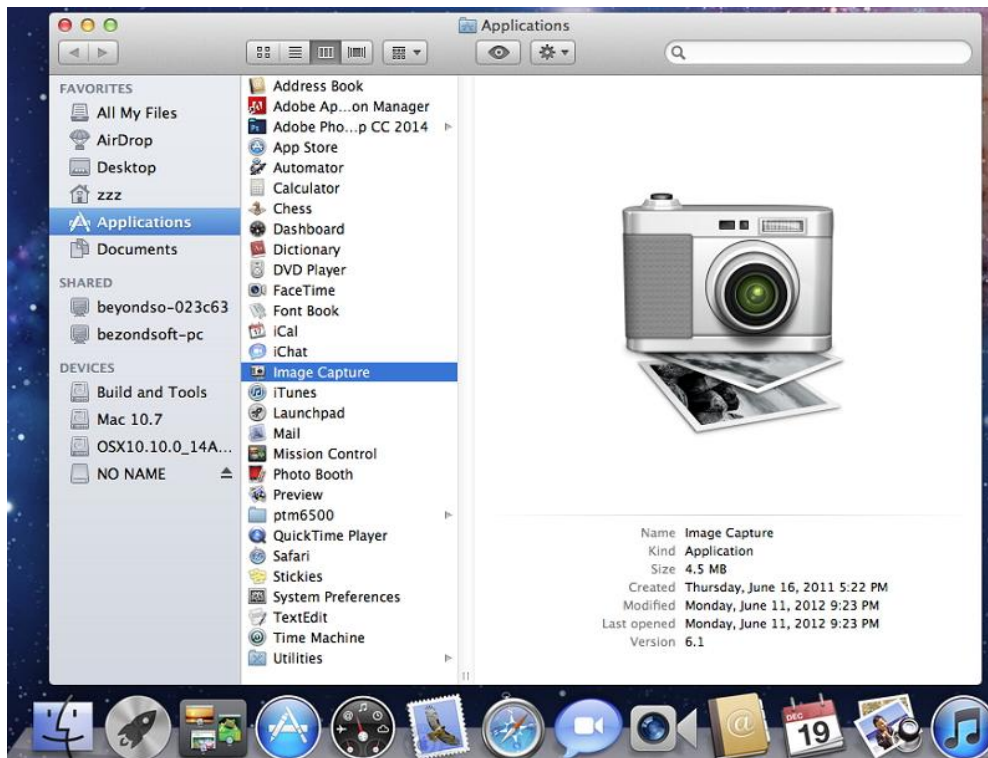 Applications
FAVORITES
All My Files
AirDrop
Desktop
zzz
Applications
Documents
SHARED
beyondso-023c63
bezondsoft-pc
DEVICES
Build and Tools
Mac 10.7
OSX10.10.0_14A...
NO NAME
Address Book
Adobe Ap...on Manager
Adobe Pho...p CC 2014
App Store
Automator
Calculator
Chess
Dashboard
Dictionary
DVD Player
FaceTime
Font Book
iCal
iChat
Image Capture
iTunes
Launchpad
Mail
Mission Control
Photo Booth
Preview
ptm6500
QuickTime Player
Safari
Stickies
System Preferences
TextEdit
Time Machine
Utilities
Name Image Capture
Kind Application
Size 4.5 MB
Created Thursday, June 16, 2011 5:22 PM
Modified Monday, June 11, 2012 9:23 PM
Last opened Monday, June 11, 2012 9:23 PM
Version 6.1
DEC
19